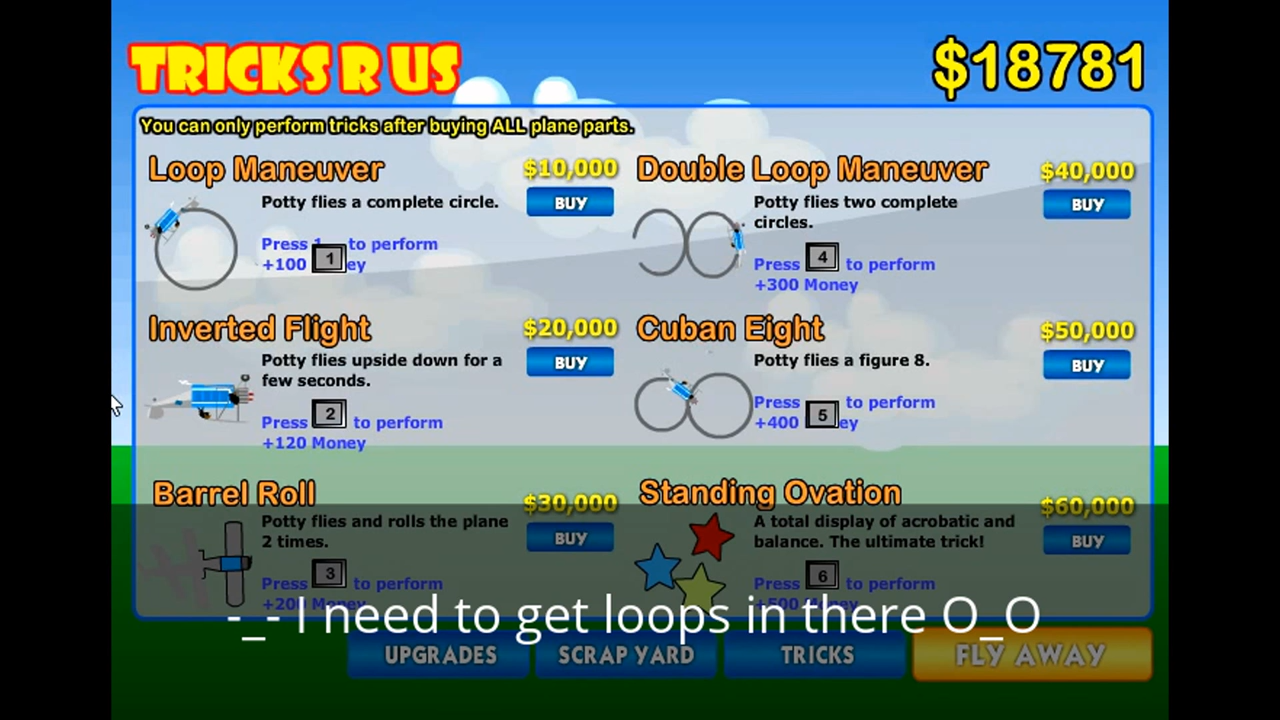 TRICKS R US
$18781
You can only perform tricks after buying ALL plane parts.
Loop Maneuver
$10,000
Potty flies a complete circle.
BUY
Press 1 to perform
+100 ey
Double Loop Maneuver
$40,000
Potty flies two complete
circles.
BUY
Press 4 to perform
+300 Money
Inverted Flight
$20,000
Potty flies upside down for a
few seconds.
BUY
Press 2 to perform
+120 Money
Cuban Eight
$50,000
Potty flies a figure 8.
BUY
Press 5 to perform
+400 ey
Barrel Roll
$30,000
Potty flies and rolls the plane
2 times.
BUY
Press 3 to perform
+200 Money
Standing Ovation
$60,000
A total display of acrobatic and
balance. The ultimate trick!
BUY
Press 6 to perform
+500 Money
-_- I need to get loops in there O_O
UPGRADES
SCRAP YARD
TRICKS
FLY AWAY